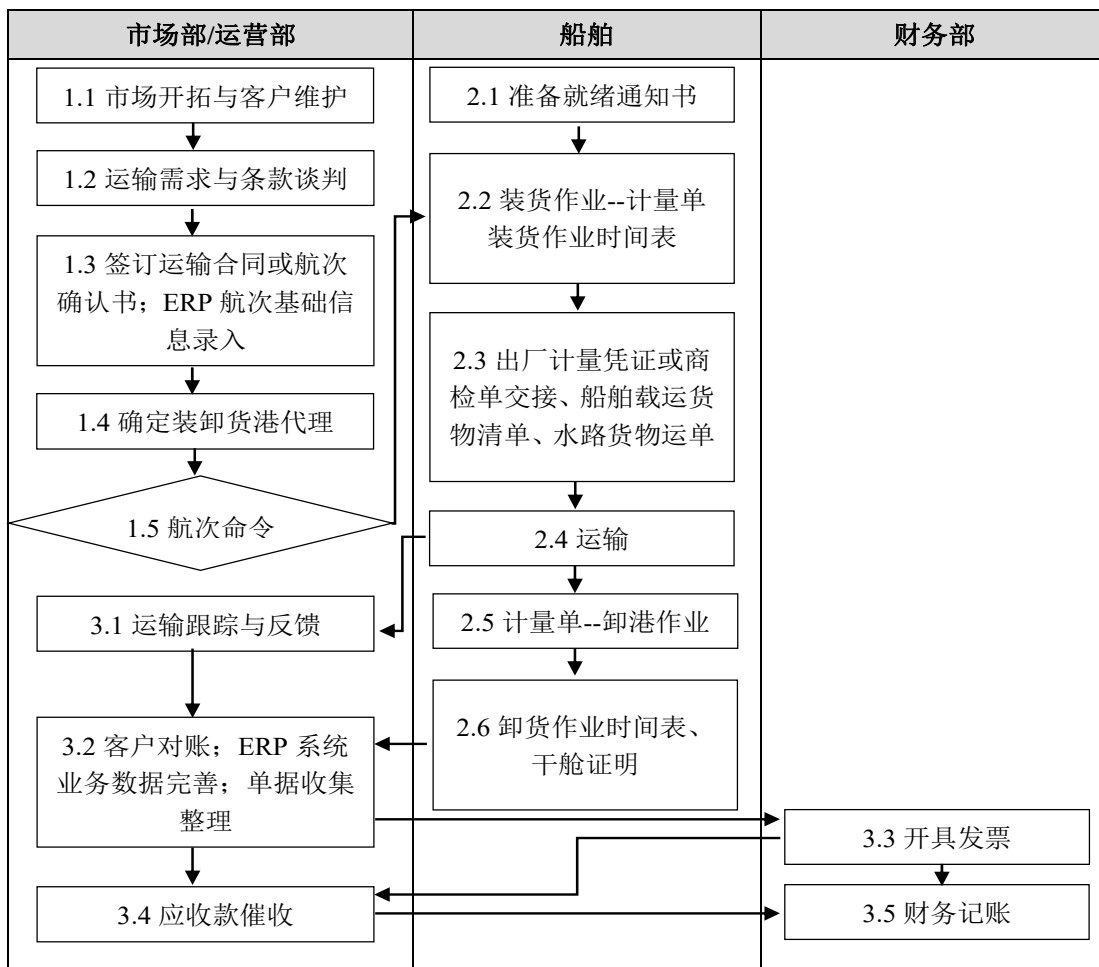 市场部/运营部
船舶
财务部
1.1 市场开拓与客户维护
1.2 运输需求与条款谈判
1.3 签订运输合同或航次
确认书；ERP 航次基础信
息录入
1.4 确定装卸货港代理
1.5 航次命令
3.1 运输跟踪与反馈
3.2 客户对账；ERP 系统
业务数据完善；单据收集
整理
3.4 应收款催收
2.1 准备就绪通知书
2.2 装货作业--计量单
装货作业时间表
2.3 出厂计量凭证或商
检单交接、船舶载运货
物清单、水路货物运单
2.4 运输
2.5 计量单--卸港作业
2.6 卸货作业时间表、
干舱证明
3.3 开具发票
3.5 财务记账